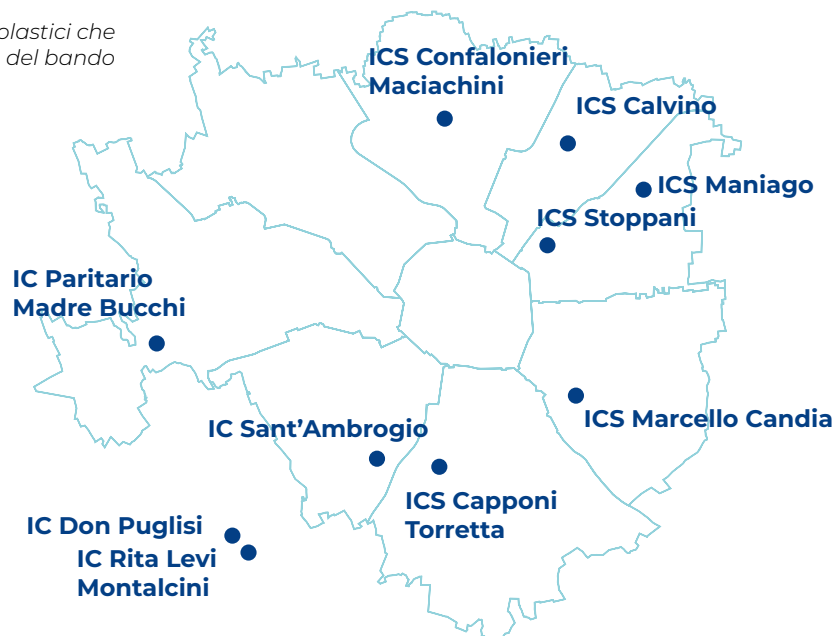 che
del bando
ICS Confalonieri
Maciachini
ICS Calvino
ICS Maniago
ICS Stoppani
IC Paritario
Madre Bucchi
ICS Marcello Candia
IC Sant’Ambrogio
ICS Capponi
Torretta
IC Don Puglisi
IC Rita Levi
Montalcini